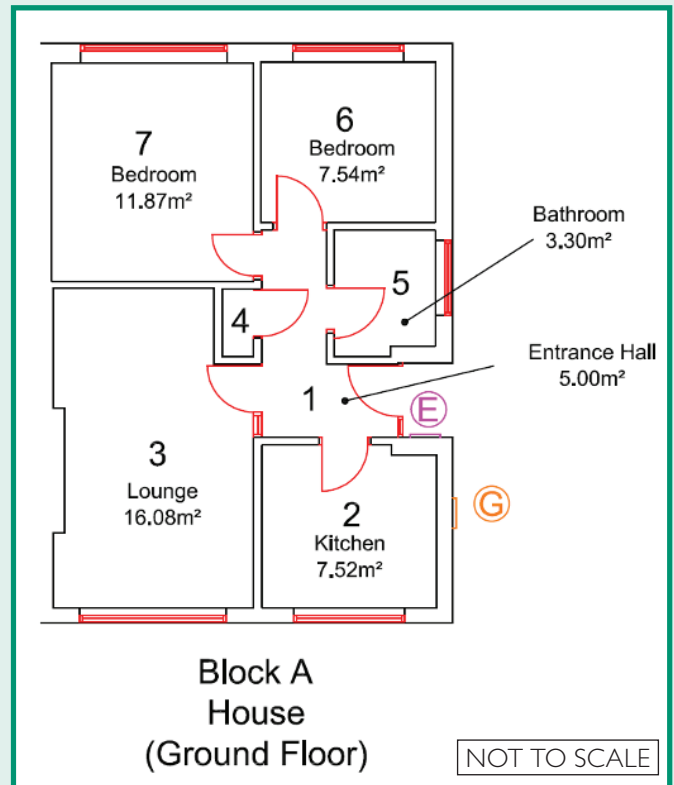 7
Bedroom
11.87m²
6
Bedroom
7.54m²
Bathroom
3.30m²
5
4
Entrance Hall
5.00m²
1
E
3
Lounge
16.08m²
G
2
Kitchen
7.52m²
Block A
House
(Ground Floor)
NOT TO SCALE